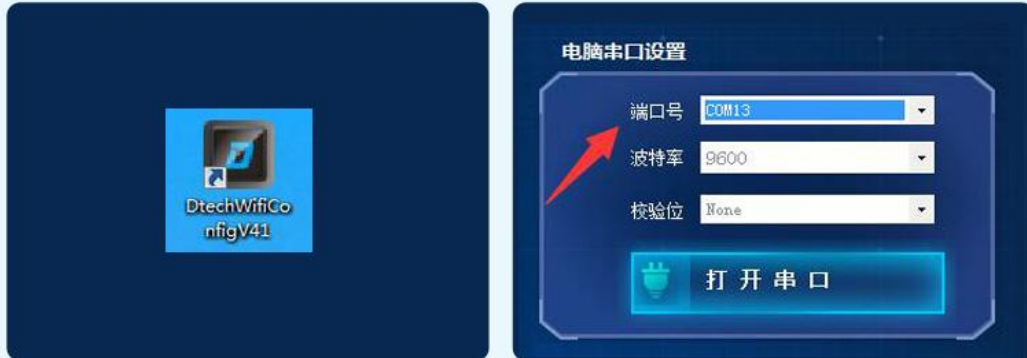 DtechWifiCo
nfigV41
电脑串口设置
端口号 COM13
波特率 9600
校验位 None
打开串口